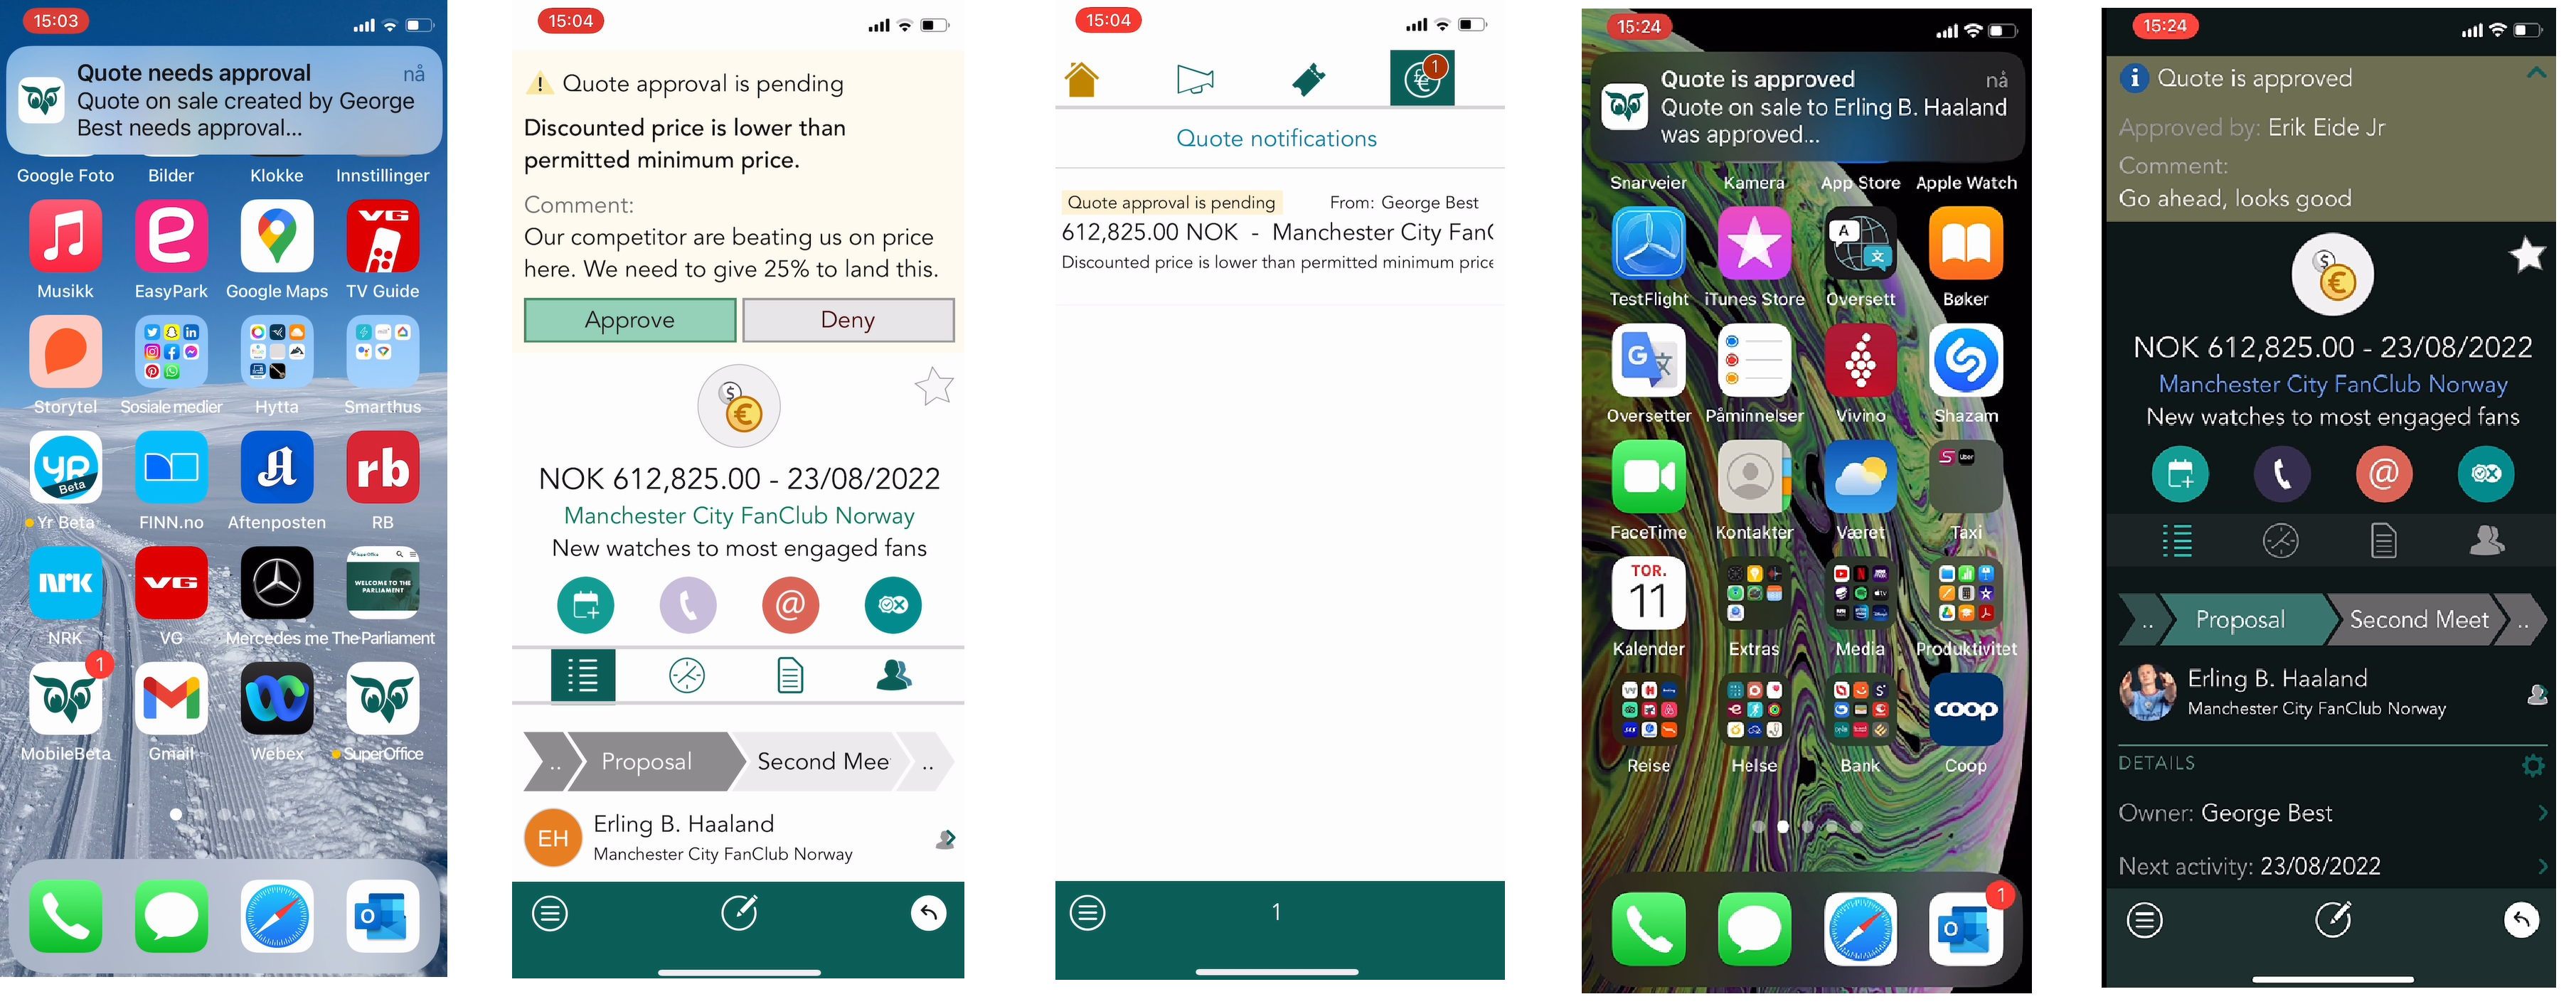 15:03
Quote needs approval
nå
Quote on sale created by George
Best needs approval...
Google Foto
Bilder
Klokke
Innstillinger
VG
Musikk
EasyPark
Google Maps
TV Guide
Storytel
Sosiale medier
Hytta
Smarthus
yr
Beta
rb
Yr Beta
FINN.no
Aftenposten
RB
NRK
VG
SuperOffice
WELCOME TO THE
PARLIAMENT
NRK
VG
Mercedes me
The Parliament
1
MobileBeta
Gmail
Webex
SuperOffice
15:04
Quote approval is pending
Discounted price is lower than
permitted minimum price.
Comment:
Our competitor are beating us on price
here. We need to give 25% to land this.
Approve
Deny
NOK 612,825.00 - 23/08/2022
Manchester City FanClub Norway
New watches to most engaged fans
..
Proposal
Second Mee
..
EH
Erling B. Haaland
Manchester City FanClub Norway
15:04
1
Quote notifications
Quote approval is pending
From: George Best
612,825.00 NOK - Manchester City Fan
Discounted price is lower than permitted minimum price
1
15:24
Quote is approved
nå
Quote on sale to Erling B. Haaland
was approved...
Snarveier
Kamera
App Store
Apple Watch
TestFlight
iTunes Store
Oversett
Bøker
Oversetter
Påminnelser
Vivino
Shazam
Uber
FaceTime
Kontakter
Været
Taxi
TOR.
11
Kalender
Extras
Media
Produktivitet
coop
Reise
Helse
Bank
Coop
1
15:24
Quote is approved
Approved by: Erik Eide Jr
Comment:
Go ahead, looks good
NOK 612,825.00 - 23/08/2022
Manchester City FanClub Norway
New watches to most engaged fans
..
Proposal
Second Meet
..
Erling B. Haaland
Manchester City FanClub Norway
DETAILS
Owner: George Best
Next activity: 23/08/2022